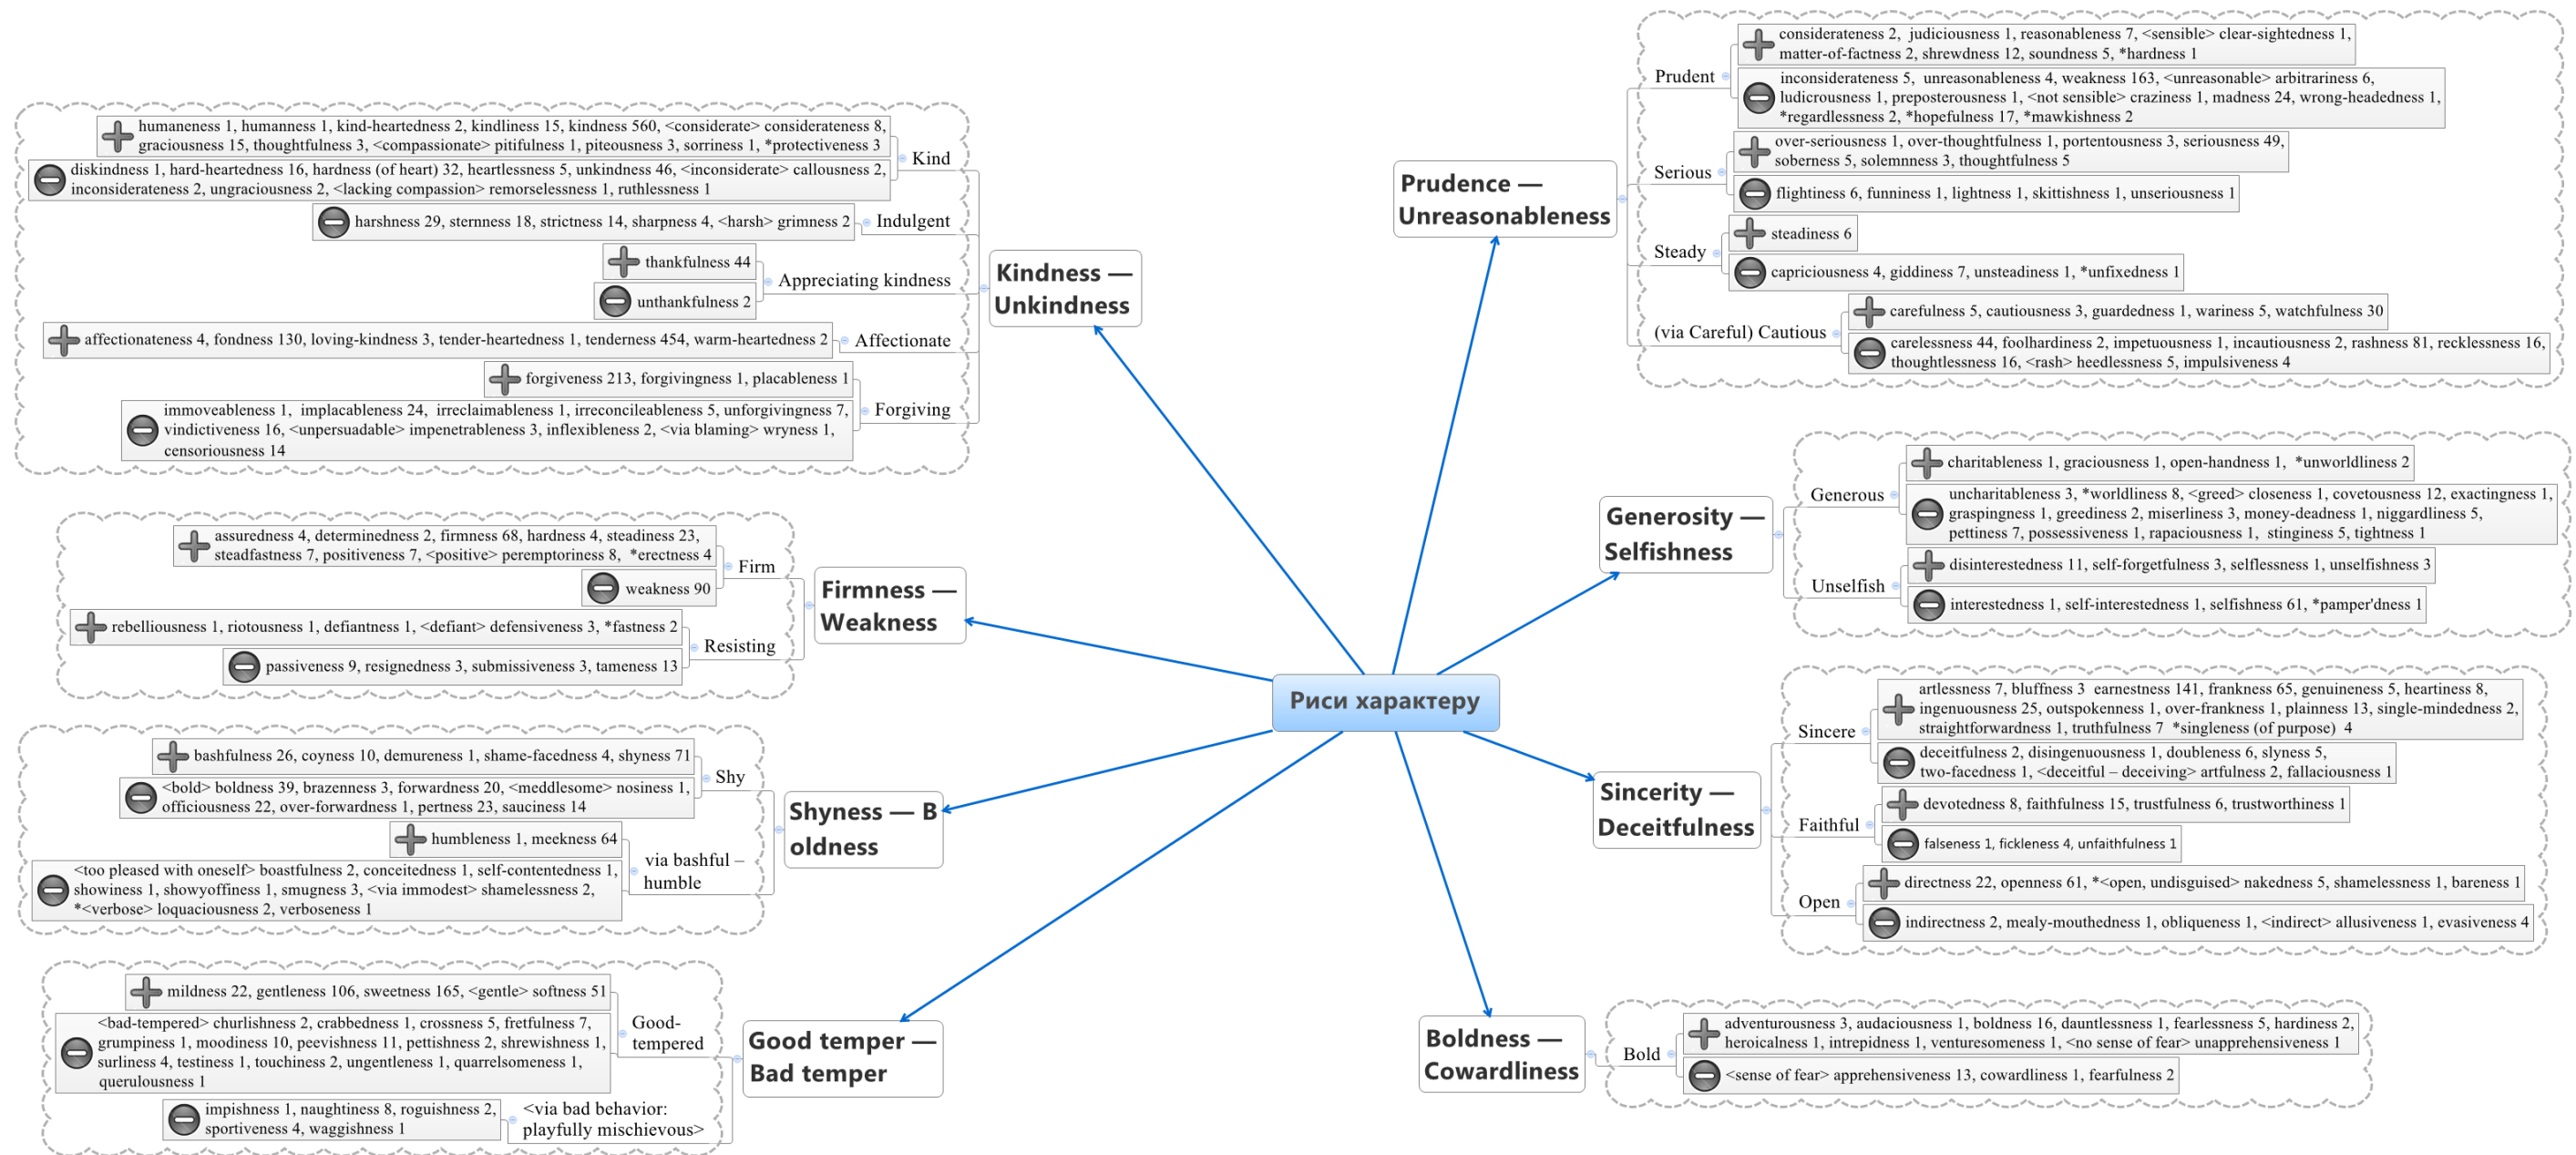 Риси характеру
Kindness —
Unkindness
humaneness 1, humanness 1, kind-heartedness 2, kindliness 15, kindness 560, <considerate> considerateness 8,
graciousness 15, thoughtfulness 3, <compassionate> pitifulness 1, piteousness 3, sorriness 1, *protectiveness 3
Kind
diskindness 1, hard-heartedness 16, hardness (of heart) 32, heartlessness 5, unkindness 46, <inconsiderate> callousness 2,
inconsiderateness 2, ungraciousness 2, <lacking compassion> remorselessness 1, ruthlessness 1
harshness 29, sternness 18, strictness 14, sharpness 4, <harsh> grimness 2
Indulgent
thankfulness 44
Appreciating kindness
unthankfulness 2
affectionateness 4, fondness 130, loving-kindness 3, tender-heartedness 1, tenderness 454, warm-heartedness 2
Affectionate
forgiveness 213, forgivingness 1, placableness 1
Forgiving
immoveableness 1,  implacableness 24,  irreclaimableness 1, irreconcileableness 5, unforgivingness 7,
vindictiveness 16, <unpersuadable> impenetrableness 3, inflexibleness 2, <via blaming> wryness 1,
censoriousness 14
Firmness —
Weakness
assuredness 4, determinedness 2, firmness 68, hardness 4, steadiness 23,
steadfastness 7, positiveness 7, <positive> peremptoriness 8,  *erectness 4
Firm
weakness 90
rebelliousness 1, riotousness 1, defiantness 1, <defiant> defensiveness 3, *fastness 2
Resisting
passiveness 9, resignedness 3, submissiveness 3, tameness 13
Shyness — B
oldness
bashfulness 26, coyness 10, demureness 1, shame-facedness 4, shyness 71
Shy
<bold> boldness 39, brazenness 3, forwardness 20, <meddlesome> nosiness 1,
officiousness 22, over-forwardness 1, pertness 23, sauciness 14
humbleness 1, meekness 64
via bashful –
humble
<too pleased with oneself> boastfulness 2, conceitedness 1, self-contentedness 1,
showiness 1, showyoffiness 1, smugness 3, <via immodest> shamelessness 2,
*<verbose> loquaciousness 2, verboseness 1
Good temper —
Bad temper
mildness 22, gentleness 106, sweetness 165, <gentle> softness 51
Good-
tempered
<bad-tempered> churlishness 2, crabbedness 1, crossness 5, fretfulness 7,
grumpiness 1, moodiness 10, peevishness 11, pettishness 2, shrewishness 1,
surliness 4, testiness 1, touchiness 2, ungentleness 1, quarrelsomeness 1,
querulousness 1
impishness 1, naughtiness 8, roguishness 2,
sportiveness 4, waggishness 1
<via bad behavior:
playfully mischievous>
Prudence —
Unreasonableness
Prudent
considerateness 2,  judiciousness 1, reasonableness 7, <sensible> clear-sightedness 1,
matter-of-factness 2, shrewdness 12, soundness 5, *hardness 1
inconsiderateness 5,  unreasonableness 4, weakness 163, <unreasonable> arbitrariness 6,
ludicrousness 1, preposterousness 1, <not sensible> craziness 1, madness 24, wrong-headedness 1,
*regardlessness 2, *hopefulness 17, *mawkishness 2
Serious
over-seriousness 1, over-thoughtfulness 1, portentousness 3, seriousness 49,
soberness 5, solemnness 3, thoughtfulness 5
flightiness 6, funniness 1, lightness 1, skittishness 1, unseriousness 1
Steady
steadiness 6
capriciousness 4, giddiness 7, unsteadiness 1, *unfixedness 1
(via Careful) Cautious
carefulness 5, cautiousness 3, guardedness 1, wariness 5, watchfulness 30
carelessness 44, foolhardiness 2, impetuousness 1, incautiousness 2, rashness 81, recklessness 16,
thoughtlessness 16, <rash> heedlessness 5, impulsiveness 4
Generosity —
Selfishness
Generous
charitableness 1, graciousness 1, open-handness 1,  *unworldliness 2
uncharitableness 3, *worldliness 8, <greed> closeness 1, covetousness 12, exactingness 1,
graspingness 1, greediness 2, miserliness 3, money-deadness 1, niggardliness 5,
pettiness 7, possessiveness 1, rapaciousness 1,  stinginess 5, tightness 1
Unselfish
disinterestedness 11, self-forgetfulness 3, selflessness 1, unselfishness 3
interestedness 1, self-interestedness 1, selfishness 61, *pamper'dness 1
Sincerity —
Deceitfulness
Sincere
artlessness 7, bluffness 3  earnestness 141, frankness 65, genuineness 5, heartiness 8,
ingenuousness 25, outspokenness 1, over-frankness 1, plainness 13, single-mindedness 2,
straightforwardness 1, truthfulness 7  *singleness (of purpose)  4
deceitfulness 2, disingenuousness 1, doubleness 6, slyness 5,
two-facedness 1, <deceitful – deceiving> artfulness 2, fallaciousness 1
Faithful
devotedness 8, faithfulness 15, trustfulness 6, trustworthiness 1
falseness 1, fickleness 4, unfaithfulness 1
Open
directness 22, openness 61, *<open, undisguised> nakedness 5, shamelessness 1, bareness 1
indirectness 2, mealy-mouthedness 1, obliqueness 1, <indirect> allusiveness 1, evasiveness 4
Boldness —
Cowardliness
Bold
adventurousness 3, audaciousness 1, boldness 16, dauntlessness 1, fearlessness 5, hardiness 2,
heroicalness 1, intrepidness 1, venturesomeness 1, <no sense of fear> unapprehensiveness 1
<sense of fear> apprehensiveness 13, cowardliness 1, fearfulness 2